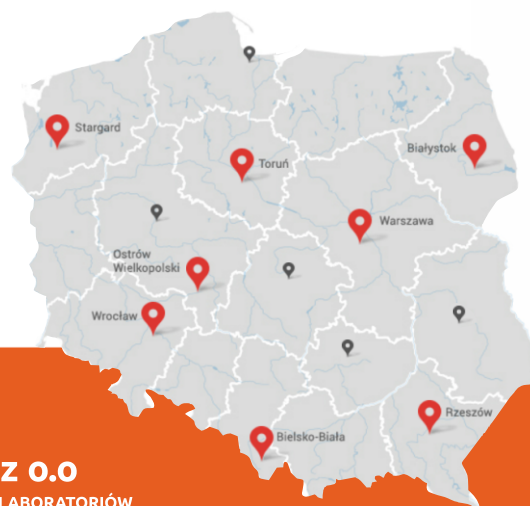 Stargard
Toruń
Białystok
Warszawa
Ostrów
Wielkopolski
Wrocław
Rzeszów
Bielsko-Biała
Z O.O
LABORATORIÓW